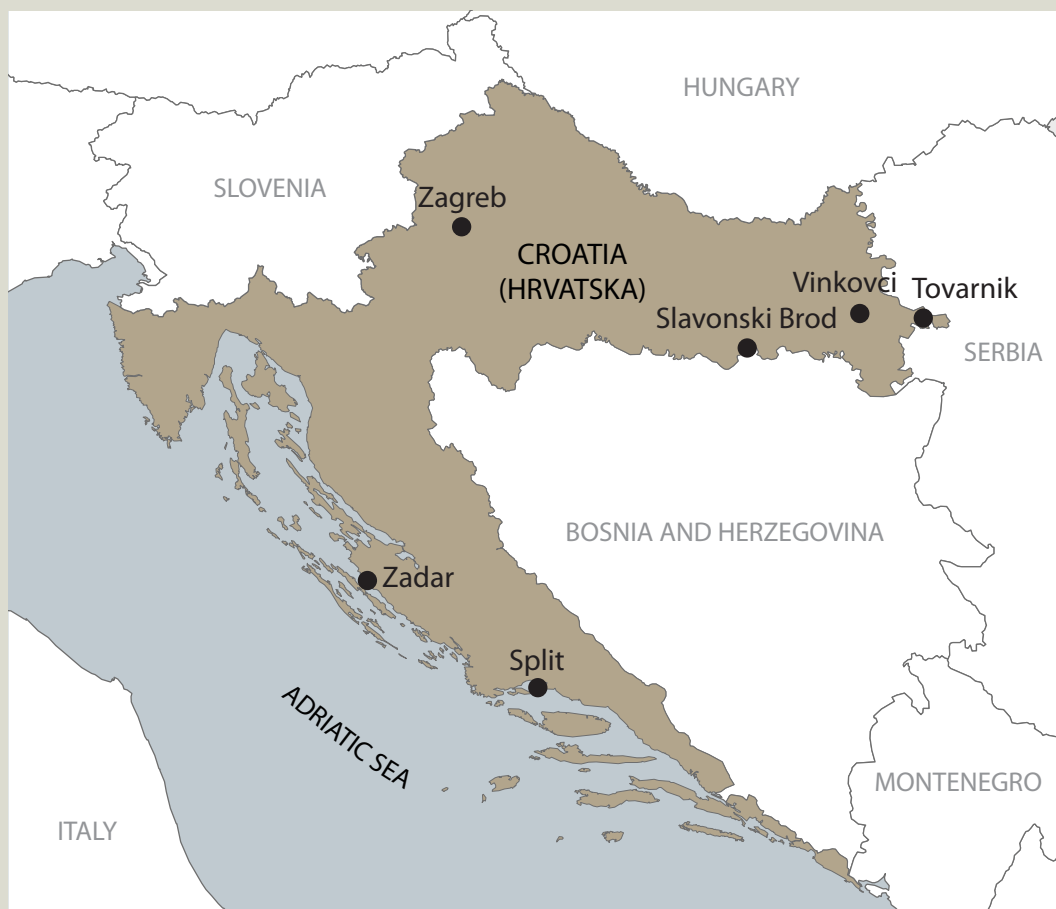 HUNGARY
SLOVENIA
Zagreb
CROATIA
(HRVATSKA)
Vinkovci
Tovarnik
Slavonski Brod
SERBIA
BOSNIA AND HERZEGOVINA
Zadar
Split
ADRIATIC SEA
MONTENEGRO
ITALY